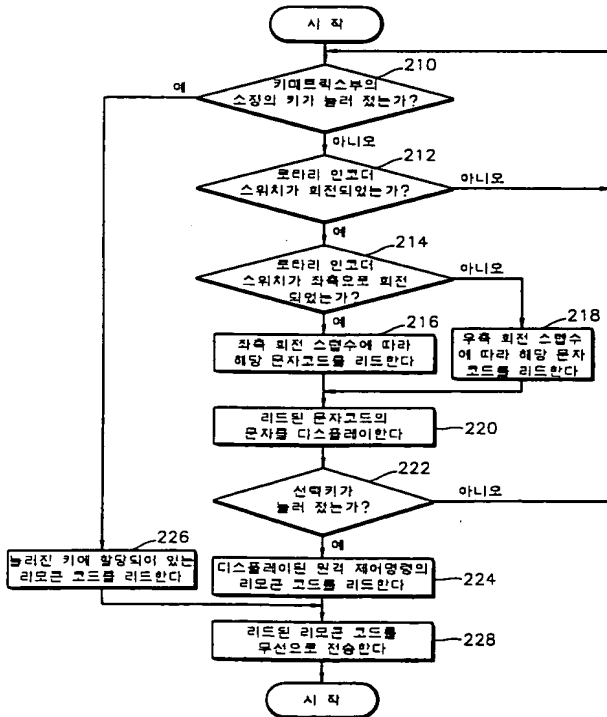 시 작
210
키매트릭스부의
소정의 키가 눌러 졌는가?
예
아니오
212
로타리 인코더
스위치가 회전되었는가?
아니오
예
214
로타리 인코더
스위치가 좌측으로 회전
되었는가?
아니오
예
216
좌측 회전 스텝수에 따라
해당 문자코드를 리드한다
218
우측 회전 스텝수
에 따라 해당 문자
코드를 리드한다
리드된 문자코드의
문자를 디스플레이한다
220
222
선택키가
눌러 졌는가?
아니오
예
226
눌러진 키에 할당되어 있는
리모콘 코드를 리드한다
디스플레이된 원격 제어명령의
리모콘 코드를 리드한다
224
리드된 리모콘 코드를
무선으로 전송한다
228
시 작